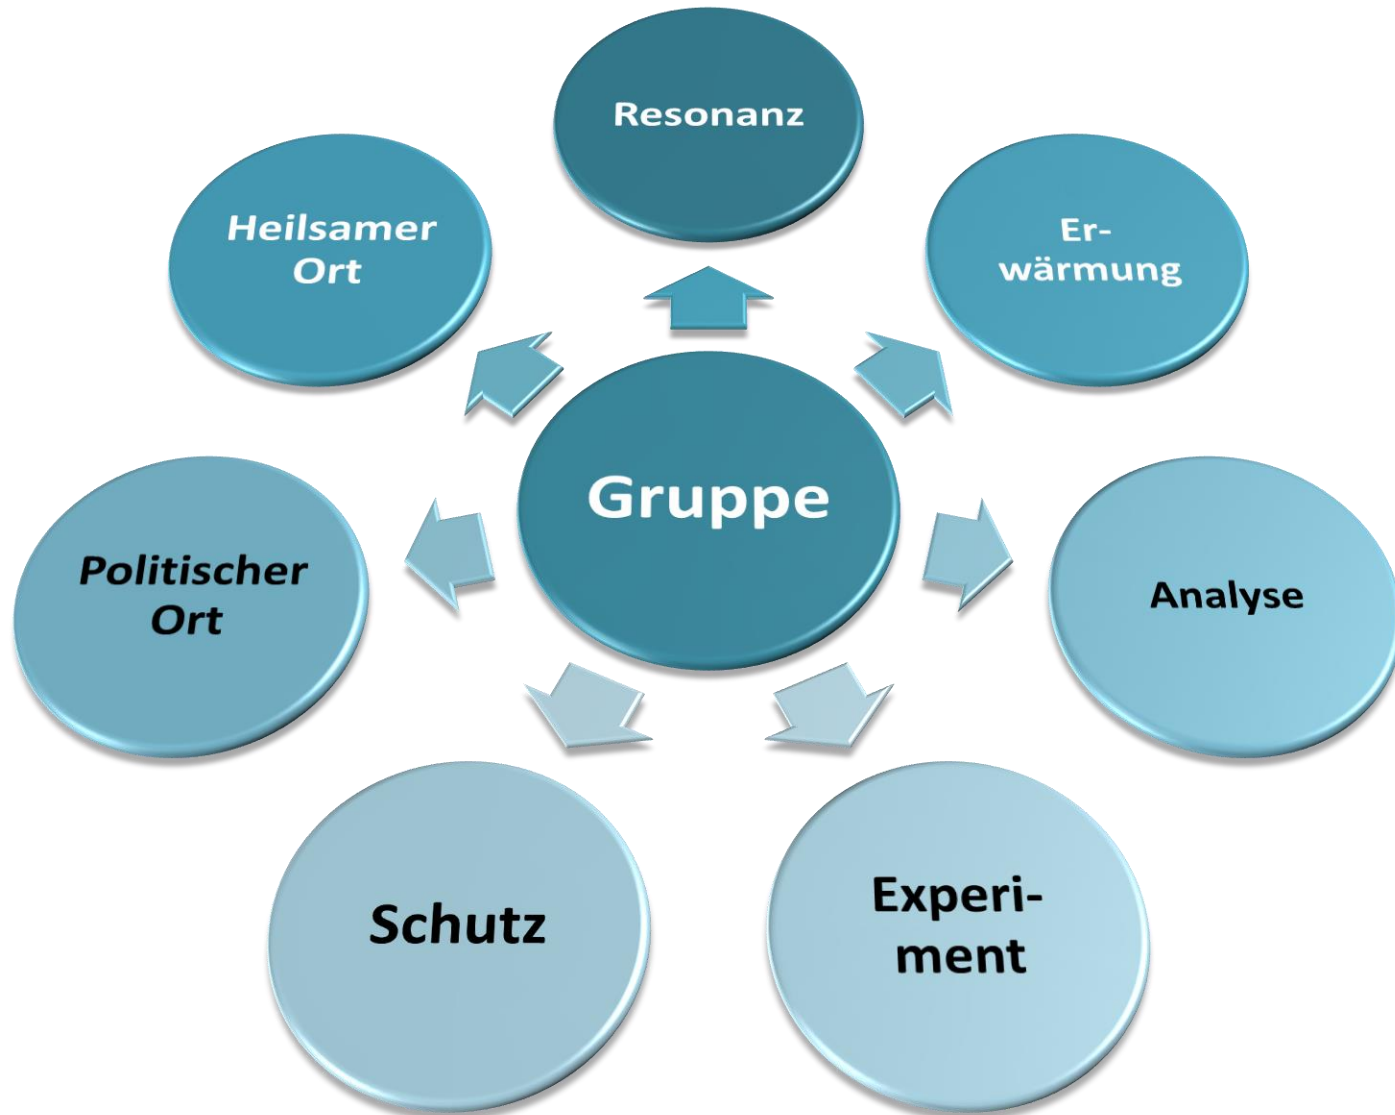 Resonanz
Heilsamer
Ort
Er-
wärmung
Gruppe
Politischer
Ort
Analyse
Schutz
Experi-
ment